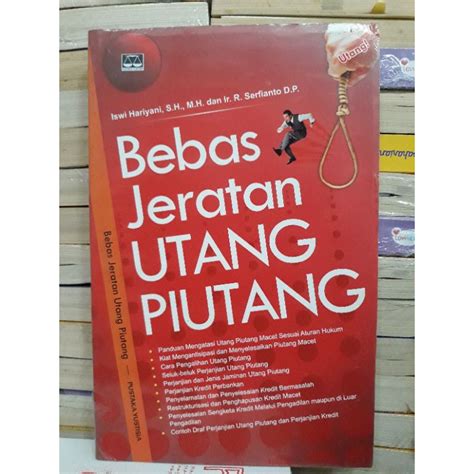 Iswi Hariyani, S.H., M.H. dan Ir. R. Serfianto D.P.
Utang!
Bebas
Jeratan
UTANG
PIUTANG
Panduan Mengatasi Utang Piutang Macet Sesuai Aturan Hukum
Kiat Mengantisipasi dan Menyelesaikan Piutang Macet
Cara Pengalihan Utang Piutang
Seluk-beluk Perjanjian Utang Piutang
Perjanjian dan Jenis Jaminan Utang Piutang
Perjanjian Kredit Perbankan
Penyelamatan dan Penyelesaian Kredit Bermasalah
Restrukturisasi dan Penghapusan Kredit Macet
Penyelesaian Sengketa Kredit Melalui Pengadilan maupun di Luar
Pengadilan
Contoh Draf Perjanjian Utang Piutang dan Perjanjian Kredit
Bebas Jeratan Utang Piutang — PUSTAKA YUSTISIA